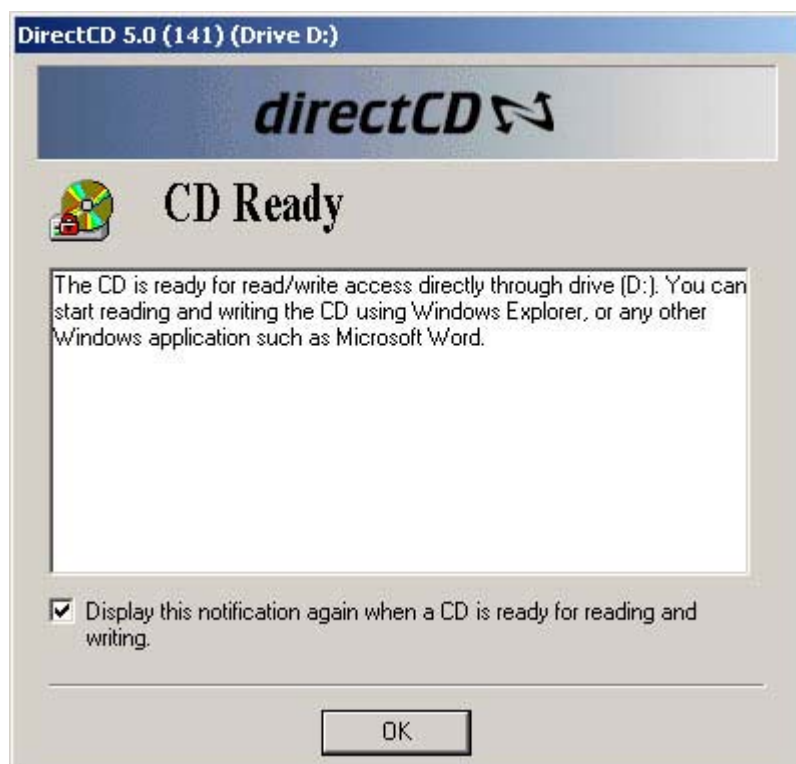 DirectCD 5.0 (141) (Drive D:)
directCD
CD Ready
The CD is ready for read/write access directly through drive (D:). You can
start reading and writing the CD using Windows Explorer, or any other
Windows application such as Microsoft Word.
Display this notification again when a CD is ready for reading and
writing.
OK